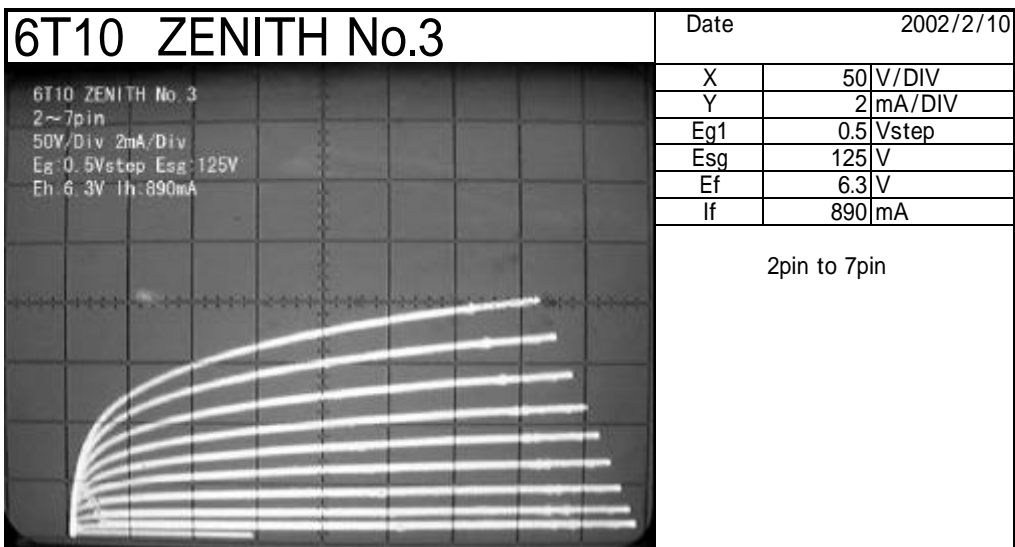 6T10 ZENITH No.3
Date 2002/2/10
6T10 ZENITH No.3
2~7pin
50V/Div 2mA/Div
Eg:0.5Vstep Esg:125V
Eh:6.3V Ih:890mA
X 50 V/DIV
Y 2 mA/DIV
Eg1 0.5 Vstep
Esg 125 V
Ef 6.3 V
If 890 mA
2pin to 7pin